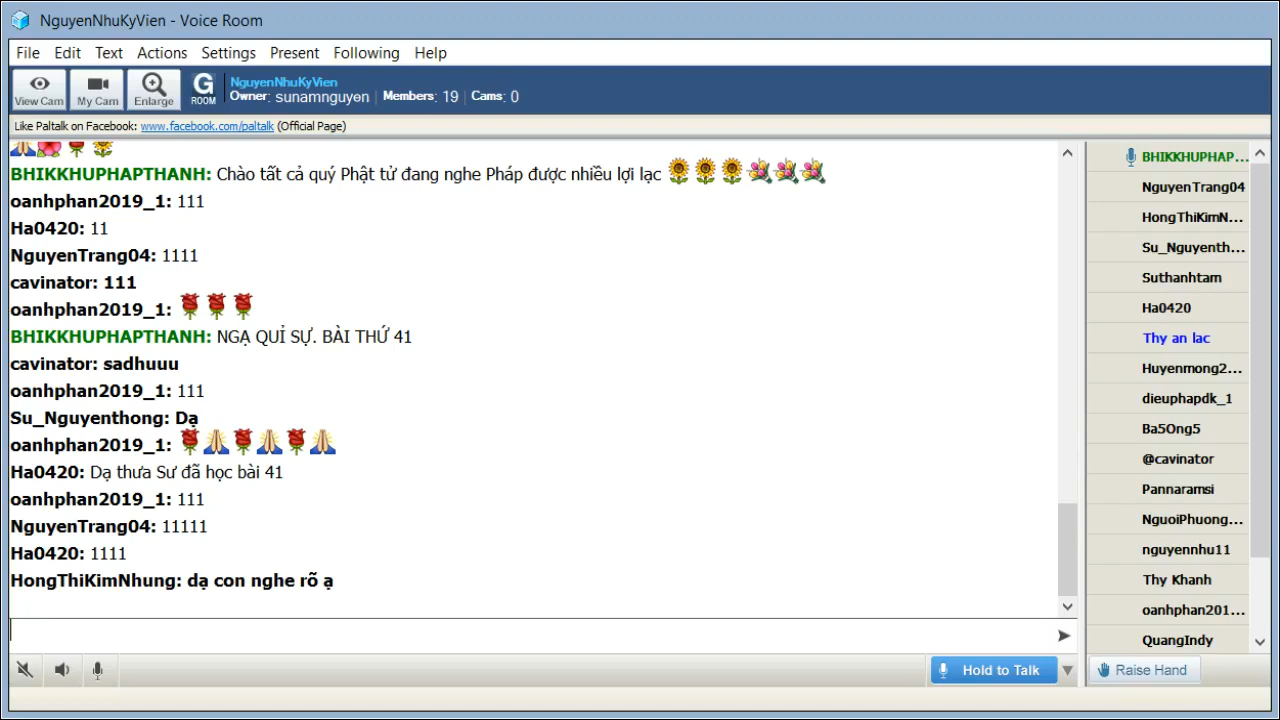 NguyenNhuKyVien - Voice Room
File Edit Text Actions Settings Present Following Help
View Cam My Cam Enlarge G ROOM
NguyenNhuKyVien
Owner: sunamnguyen | Members: 19 | Cams: 0
Like Paltalk on Facebook: www.facebook.com/paltalk (Official Page)
BHIKKHUPHAPTHANH: Chào tất cả quý Phật tử đang nghe Pháp được nhiều lợi lạc
oanhphan2019_1: 111
Ha0420: 11
NguyenTrang04: 1111
cavinator: 111
oanhphan2019_1:
BHIKKHUPHAPTHANH: NGẠ QUỈ SỰ. BÀI THỨ 41
cavinator: sadhuuu
oanhphan2019_1: 111
Su_Nguyenthong: Dạ
oanhphan2019_1:
Ha0420: Dạ thưa Sư đã học bài 41
oanhphan2019_1: 111
NguyenTrang04: 11111
Ha0420: 1111
HongThiKimNhung: dạ con nghe rõ ạ
Hold to Talk
BHIKKHUPHAP...
NguyenTrang04
HongThiKimN...
Su_Nguyenth...
Suthanhtam
Ha0420
Thy an lac
Huyenmong2...
dieuphapdk_1
Ba5Ong5
@cavinator
Pannaramsi
NguoiPhuong...
nguyennhu11
Thy Khanh
oanhphan201...
QuangIndy
Raise Hand